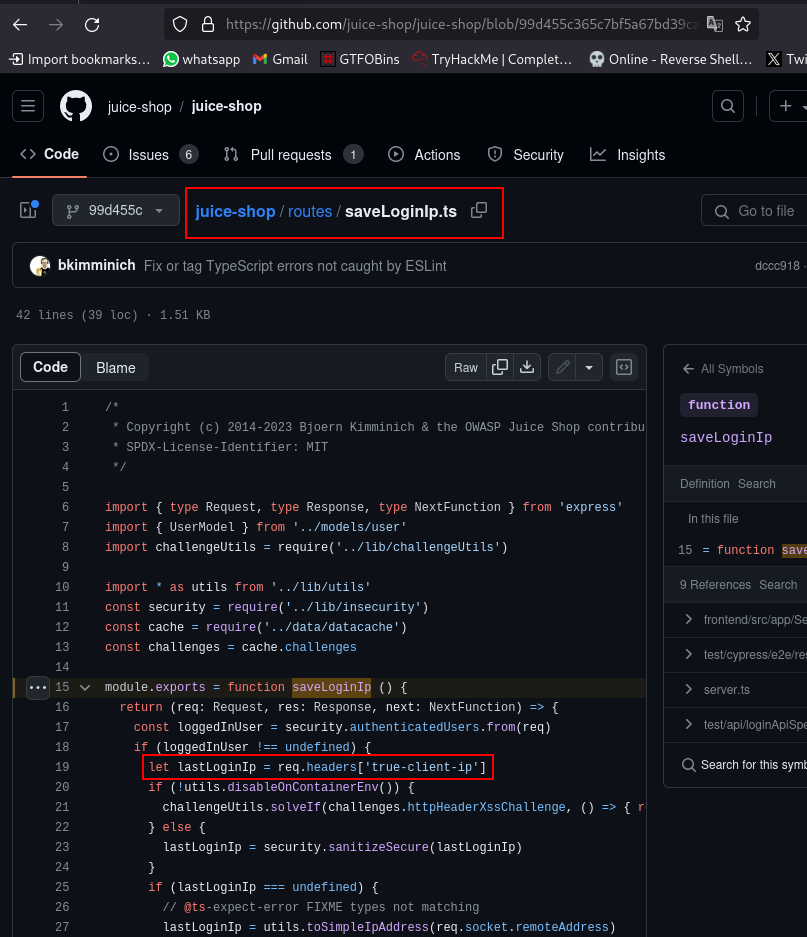 https://github.com/juice-shop/juice-shop/blob/99d455c365c7bf5a67bd39ca
Import bookmarks… whatsapp Gmail GTFOBins TryHackMe | Complet… Online - Reverse Shell… X Twi
juice-shop / juice-shop
Code Issues 6 Pull requests 1 Actions Security Insights
99d455c juice-shop / routes / saveLoginIp.ts Go to file
bkimminich Fix or tag TypeScript errors not caught by ESLint dccc918 ·
42 lines (39 loc) · 1.51 KB
Code Blame Raw
All Symbols
function
saveLoginIp
Definition Search
In this file
15 = function save
9 References Search
frontend/src/app/Se
test/cypress/e2e/res
server.ts
test/api/loginApiSpe
Search for this symb
1 /*
2 * Copyright (c) 2014-2023 Bjoern Kimminich & the OWASP Juice Shop contribu
3 * SPDX-License-Identifier: MIT
4 */
5
6 import { type Request, type Response, type NextFunction } from 'express'
7 import { UserModel } from '../models/user'
8 import challengeUtils = require('../lib/challengeUtils')
9
10 import * as utils from '../lib/utils'
11 const security = require('../lib/insecurity')
12 const cache = require('../data/datacache')
13 const challenges = cache.challenges
14
15 module.exports = function saveLoginIp () {
16 return (req: Request, res: Response, next: NextFunction) => {
17 const loggedInUser = security.authenticatedUsers.from(req)
18 if (loggedInUser !== undefined) {
19 let lastLoginIp = req.headers['true-client-ip']
20 if (!utils.disableOnContainerEnv()) {
21 challengeUtils.solveIf(challenges.httpHeaderXssChallenge, () => { r
22 } else {
23 lastLoginIp = security.sanitizeSecure(lastLoginIp)
24 }
25 if (lastLoginIp === undefined) {
26 // @ts-expect-error FIXME types not matching
27 lastLoginIp = utils.toSimpleIpAddress(req.socket.remoteAddress)